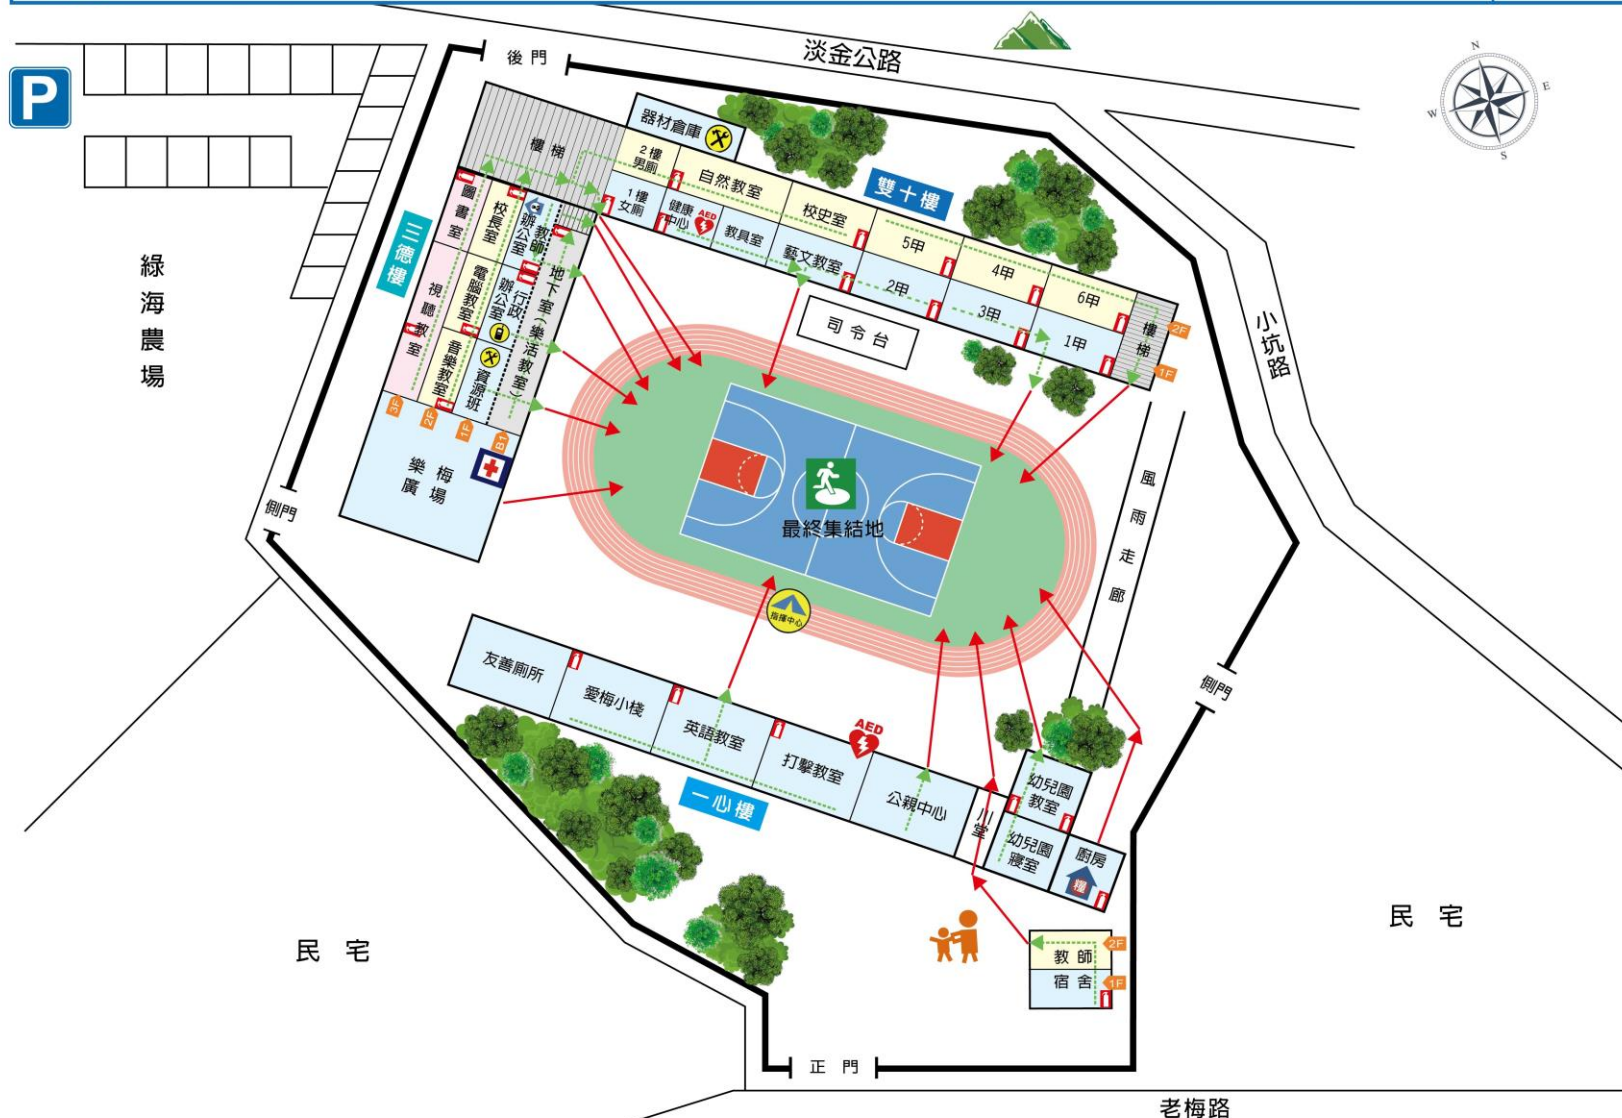 淡金公路
後門
N
E
S
W
P
器材倉庫
樓梯
2樓
男廁
自然教室
校史室
5甲
4甲
6甲
雙十樓
1樓
女廁
健康
中心
AED
教具室
藝文教室
2甲
3甲
1甲
樓梯
2F
1F
小坑路
三德樓
圖書室
校長室
教師
辦公室
地下室(樂活教室)
視聽教室
電腦教室
行政
辦公室
音樂教室
資源班
3F
2F
1F
B1
樂梅
廣場
綠海農場
司令台
最終集結地
指揮中心
風雨走廊
側門
側門
友善廁所
愛梅小棧
英語教室
打擊教室
AED
公親中心
川堂
幼兒園
教室
幼兒園
寢室
廚房
糧
一心樓
教師
宿舍
2F
1F
民宅
民宅
正門
老梅路